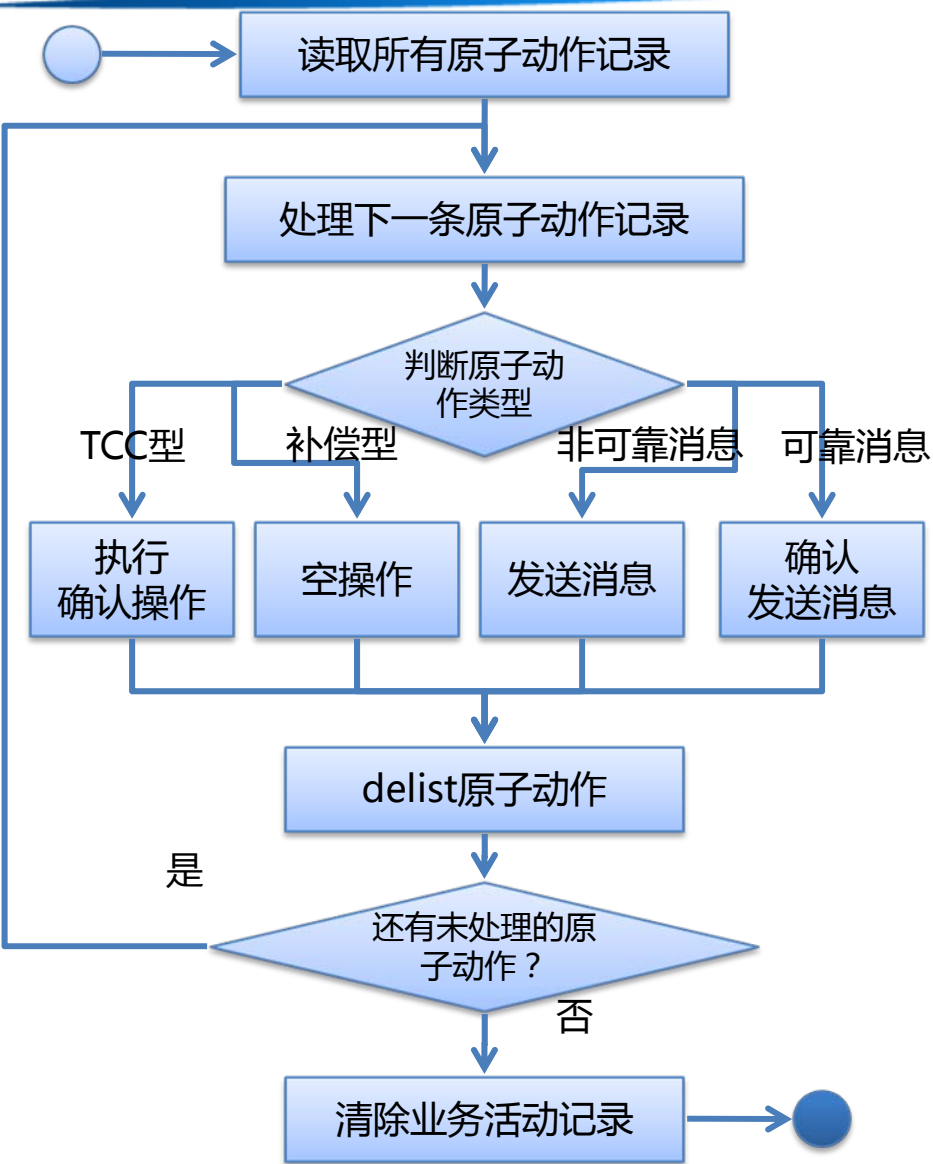 读取所有原子动作记录
处理下一条原子动作记录
判断原子动
作类型
TCC型
补偿型
非可靠消息
可靠消息
执行
确认操作
空操作
发送消息
确认
发送消息
delist原子动作
是
还有未处理的原
子动作？
否
清除业务活动记录